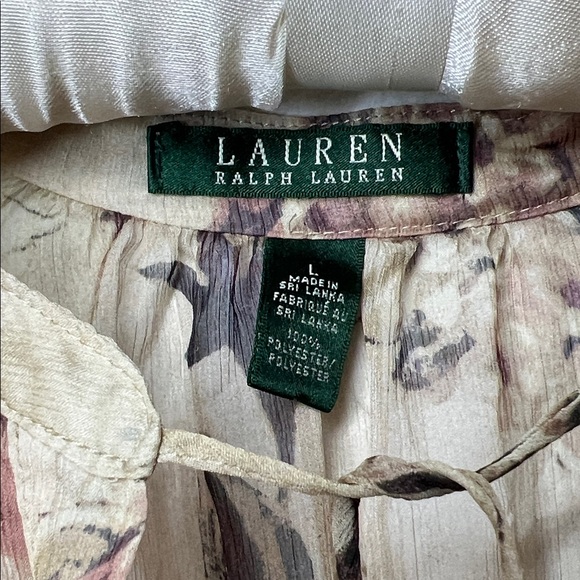 LAUREN
RALPH LAUREN
L
MADE IN
SRI LANKA
FABRIQUÉ AU
SRI LANKA
100%
POLYESTER/
POLYESTER